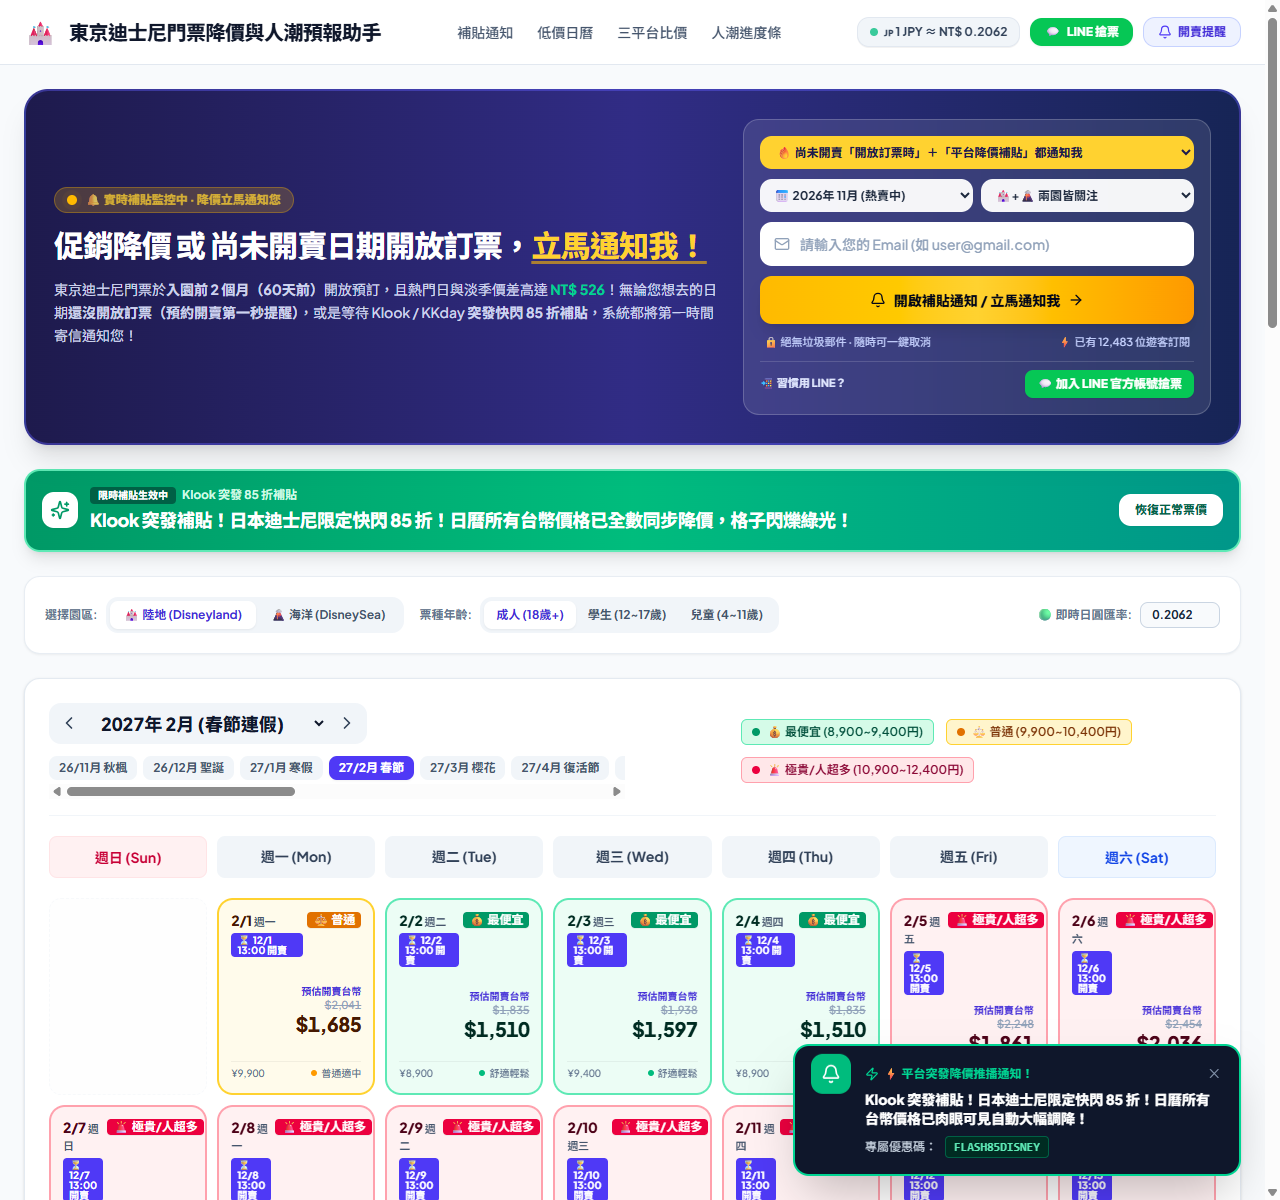 東京迪士尼門票降價與人潮預報助手
補貼通知 低價日曆 三平台比價 人潮進度條
JP 1 JPY ≈ NT$ 0.2062
LINE 搶票
開賣提醒
實時補貼監控中 · 降價立馬通知您
促銷降價 或 尚未開賣日期開放訂票，立馬通知我！
東京迪士尼門票於入園前 2 個月（60天前）開放預訂，且熱門日與淡季價差高達 NT$ 526！無論您想去的日
期還沒開放訂票（預約開賣第一秒提醒），或是等待 Klook / KKday 突發快閃 85 折補貼，系統都將第一時間
寄信通知您！
尚未開賣「開放訂票時」＋「平台降價補貼」都通知我
2026年 11月 (熱賣中)
+ 兩園皆關注
請輸入您的 Email (如 user@gmail.com)
開啟補貼通知 / 立馬通知我 →
絕無垃圾郵件 · 隨時可一鍵取消
已有 12,483 位遊客訂閱
習慣用 LINE？
加入 LINE 官方帳號搶票
限時補貼生效中 Klook 突發 85 折補貼
Klook 突發補貼！日本迪士尼限定快閃 85 折！日曆所有台幣價格已全數同步降價，格子閃爍綠光！
恢復正常票價
選擇園區: 陸地 (Disneyland) 海洋 (DisneySea)
票種年齡: 成人 (18歲+) 學生 (12~17歲) 兒童 (4~11歲)
即時日圓匯率: 0.2062
2027年 2月 (春節連假)
26/11月 秋楓 26/12月 聖誕 27/1月 寒假 27/2月 春節 27/3月 櫻花 27/4月 復活節
最便宜 (8,900~9,400円)
普通 (9,900~10,400円)
極貴/人超多 (10,900~12,400円)
週日 (Sun) 週一 (Mon) 週二 (Tue) 週三 (Wed) 週四 (Thu) 週五 (Fri) 週六 (Sat)
2/1 週一 普通
12/1
13:00 開賣
預估開賣台幣
$2,041
$1,685
¥9,900 普通適中
2/2 週二 最便宜
12/2
13:00 開
賣
預估開賣台幣
$1,835
$1,510
¥8,900 舒適輕鬆
2/3 週三 最便宜
12/3
13:00 開
賣
預估開賣台幣
$1,938
$1,597
¥9,400 舒適輕鬆
2/4 週四 最便宜
12/4
13:00 開
賣
預估開賣台幣
$1,835
$1,510
¥8,900
2/5 週
五 極貴/人超多
12/5
13:00
開賣
預估開賣台幣
$2,248
$1,861
2/6 週
六 極貴/人超多
12/6
13:00
開賣
預估開賣台幣
$2,454
$2,036
2/7 週
日 極貴/人超多
12/7
13:00
開賣
2/8 週
一 極貴/人超多
12/8
13:00
開賣
2/9 週
二 極貴/人超多
12/9
13:00
開賣
2/10
週三 極貴/人超多
12/10
13:00
開賣
2/11 週
四
12/11
13:00
開賣
平台突發降價推播通知！
Klook 突發補貼！日本迪士尼限定快閃 85 折！日曆所有
台幣價格已肉眼可見自動大幅調降！
專屬優惠碼： FLASH85DISNEY